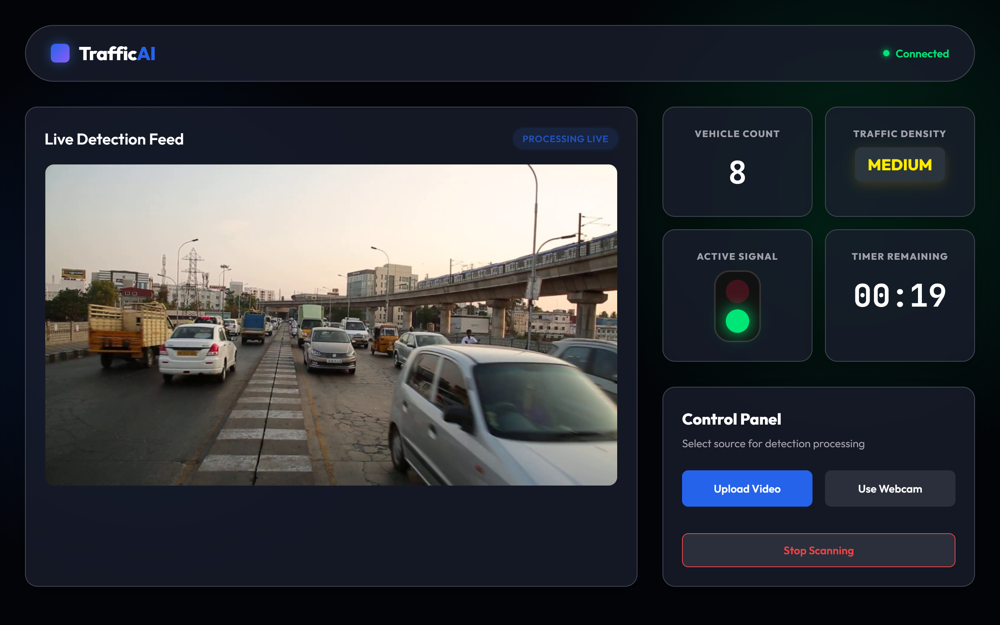 TrafficAI
Connected
Live Detection Feed
PROCESSING LIVE
VEHICLE COUNT
8
TRAFFIC DENSITY
MEDIUM
ACTIVE SIGNAL
TIMER REMAINING
00:19
Control Panel
Select source for detection processing
Upload Video
Use Webcam
Stop Scanning